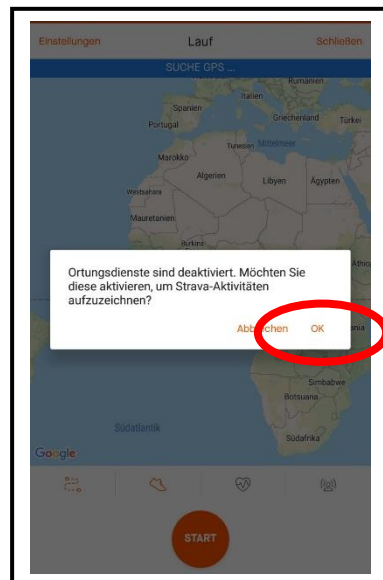 Einstellungen Lauf Schließen
SUCHE GPS ...
Rumänien
Italien
Spanien
Griechenland Türkei
Portugal
Tunesien Mittelmeer
Marokko
Algerien
Libyen Ägypten
Westsahara
Mauretanien
Ortungsdienste sind deaktiviert. Möchten Sie
diese aktivieren, um Strava-Aktivitäten
aufzuzeichnen?
OK
Simbabwe
Botsuana
Südatlantik
Südafrika
Google
START